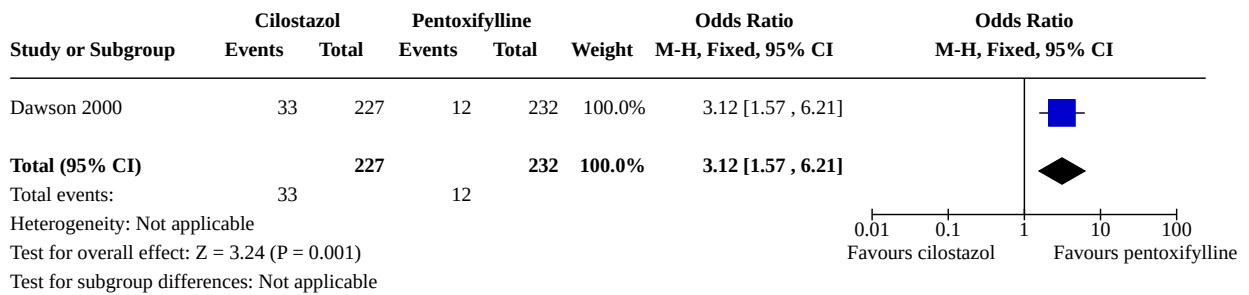 Cilostazol Pentoxifylline Odds Ratio Odds Ratio
Study or Subgroup Events Total Events Total Weight M-H, Fixed, 95% CI M-H, Fixed, 95% CI
Dawson 2000 33 227 12 232 100.0% 3.12 [1.57 , 6.21]
Total (95% CI) 227 232 100.0% 3.12 [1.57 , 6.21]
Total events: 33 12
Heterogeneity: Not applicable
0.01 0.1 1 10 100
Test for overall effect: Z = 3.24 (P = 0.001) Favours cilostazol Favours pentoxifylline
Test for subgroup differences: Not applicable